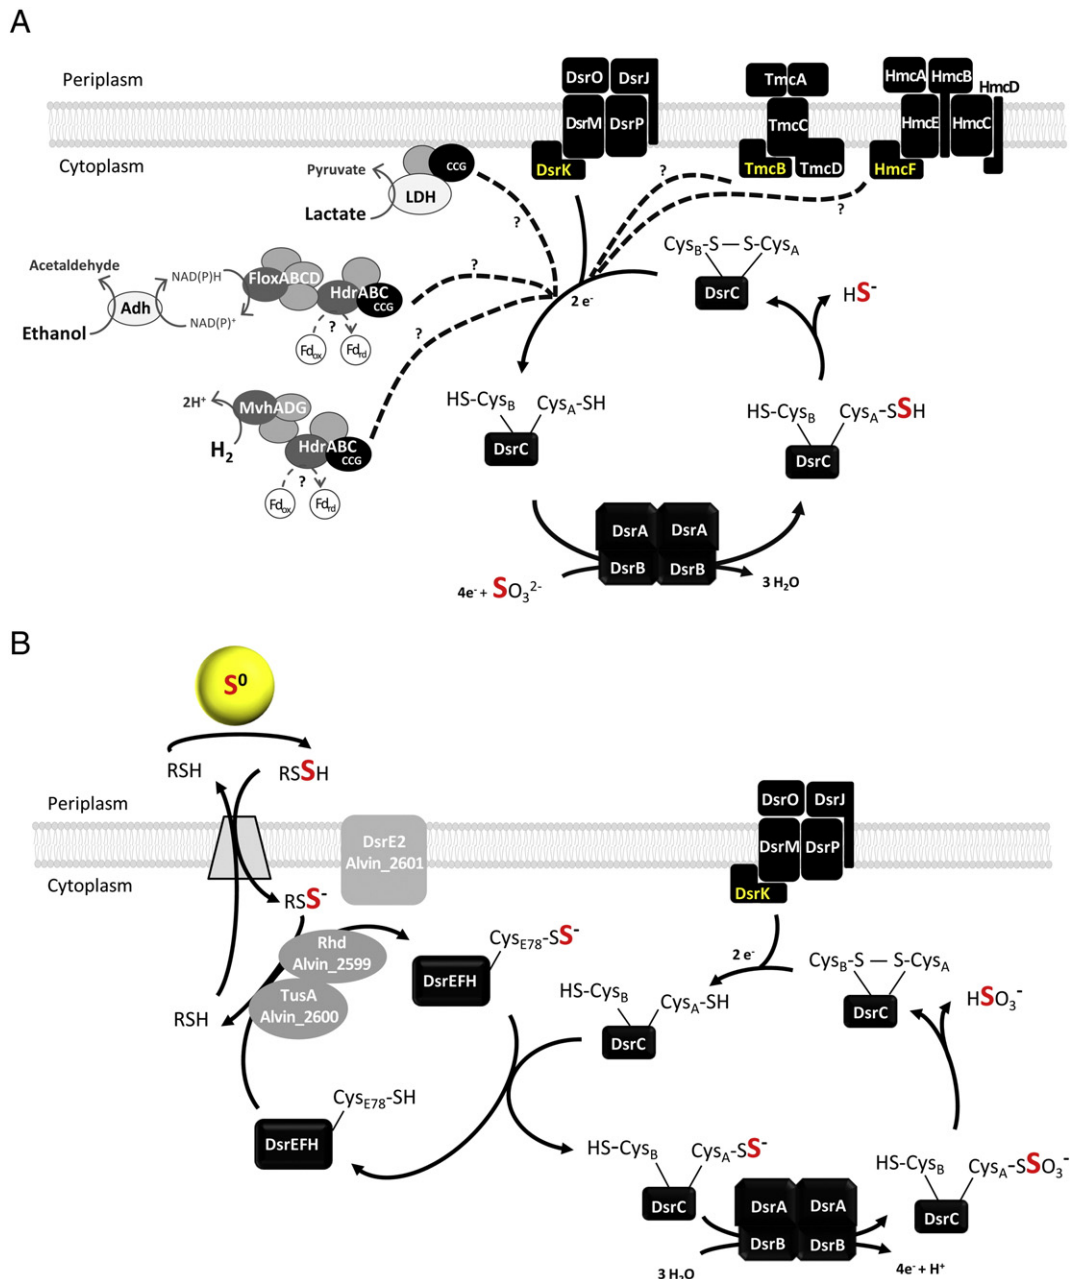 A
Periplasm
Cytoplasm
DsrO DsrJ
DsrM DsrP
DsrK
TmcA
TmcC
TmcB TmcD
HmcA HmcB HmcD
HmcE HmcC
HmcF
Pyruvate
Lactate
LDH
CCG
?
?
?
Acetaldehyde
Ethanol
Adh
NAD(P)H
NAD(P)⁺
FloxABCD
HdrABC
CCG
?
?
Fdox Fdrd
2H⁺
H₂
MvhADG
HdrABC
CCG
?
?
Fdox Fdrd
2 e⁻
CysB-S — S-CysA
DsrC
HS⁻
HS-CysB CysA-SH
DsrC
HS-CysB CysA-SSH
DsrC
DsrA DsrA
DsrB DsrB
4e⁻ + SO₃²⁻
3 H₂O
B
S⁰
RSH RSSH
Periplasm
Cytoplasm
DsrE2
Alvin_2601
RSS⁻
Rhd
Alvin_2599
TusA
Alvin_2600
RSH
CysE78-SS⁻
DsrEFH
CysE78-SH
DsrEFH
DsrO DsrJ
DsrM DsrP
DsrK
2 e⁻
HS-CysB CysA-SH
DsrC
CysB-S — S-CysA
DsrC
HSO₃⁻
HS-CysB CysA-SS⁻
DsrC
DsrA DsrA
DsrB DsrB
3 H₂O
4e⁻ + H⁺
HS-CysB CysA-SSO₃⁻
DsrC